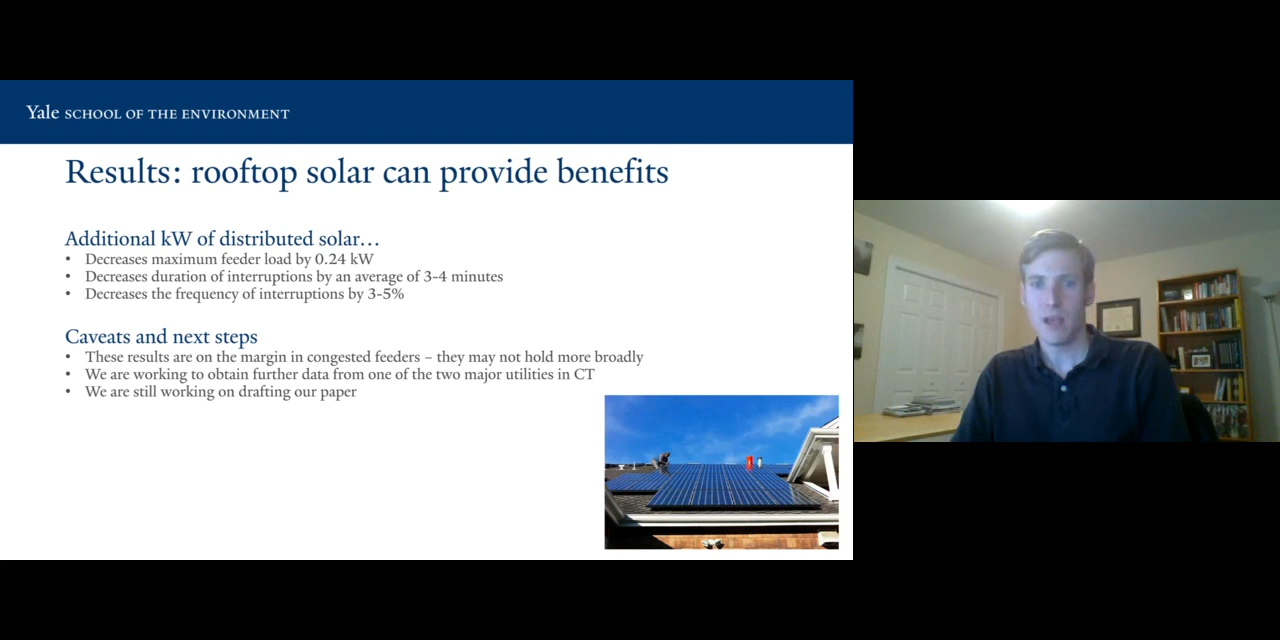 Yale SCHOOL OF THE ENVIRONMENT
Results: rooftop solar can provide benefits
Additional kW of distributed solar…
• Decreases maximum feeder load by 0.24 kW
• Decreases duration of interruptions by an average of 3-4 minutes
• Decreases the frequency of interruptions by 3-5%
Caveats and next steps
• These results are on the margin in congested feeders – they may not hold more broadly
• We are working to obtain further data from one of the two major utilities in CT
• We are still working on drafting our paper